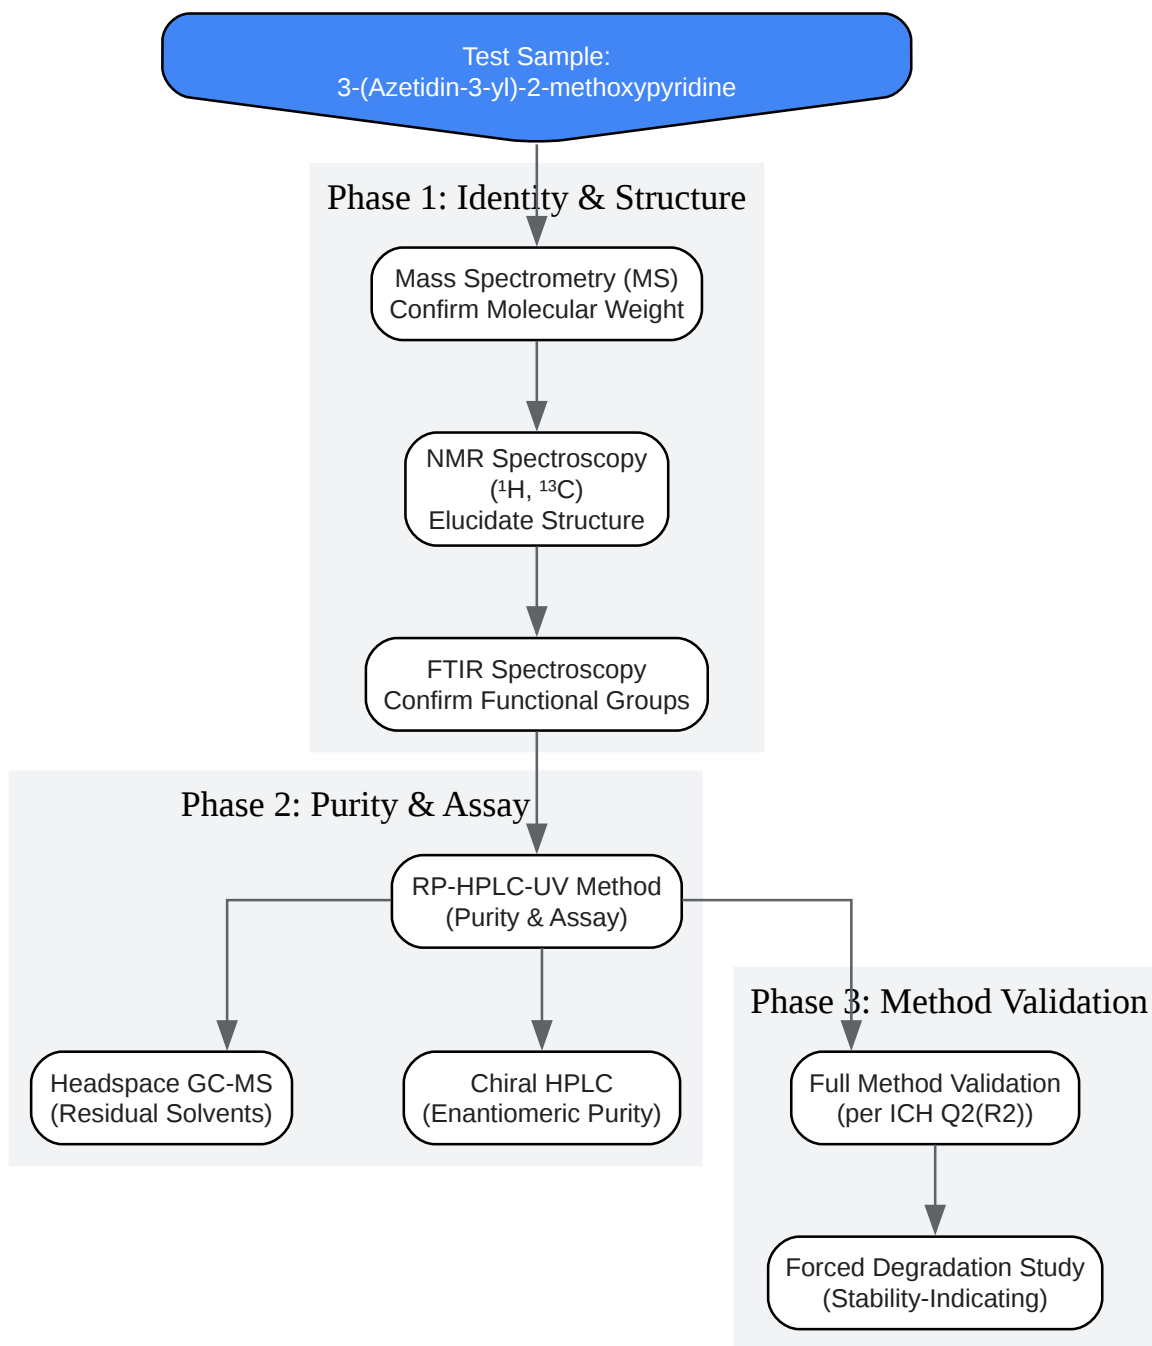 Test Sample:
3-(Azetidin-3-yl)-2-methoxypyridine
Phase 1: Identity & Structure
Mass Spectrometry (MS)
Confirm Molecular Weight
NMR Spectroscopy
(¹H, ¹³C)
Elucidate Structure
FTIR Spectroscopy
Confirm Functional Groups
Phase 2: Purity & Assay
RP-HPLC-UV Method
(Purity & Assay)
Headspace GC-MS
(Residual Solvents)
Chiral HPLC
(Enantiomeric Purity)
Phase 3: Method Validation
Full Method Validation
(per ICH Q2(R2))
Forced Degradation Study
(Stability-Indicating)